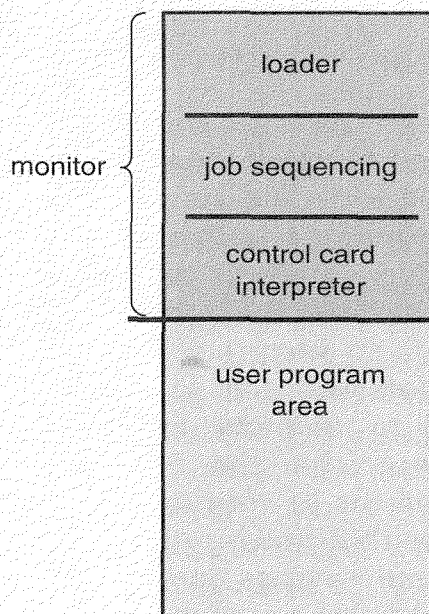 loader
monitor
job sequencing
control card
interpreter
user program
area